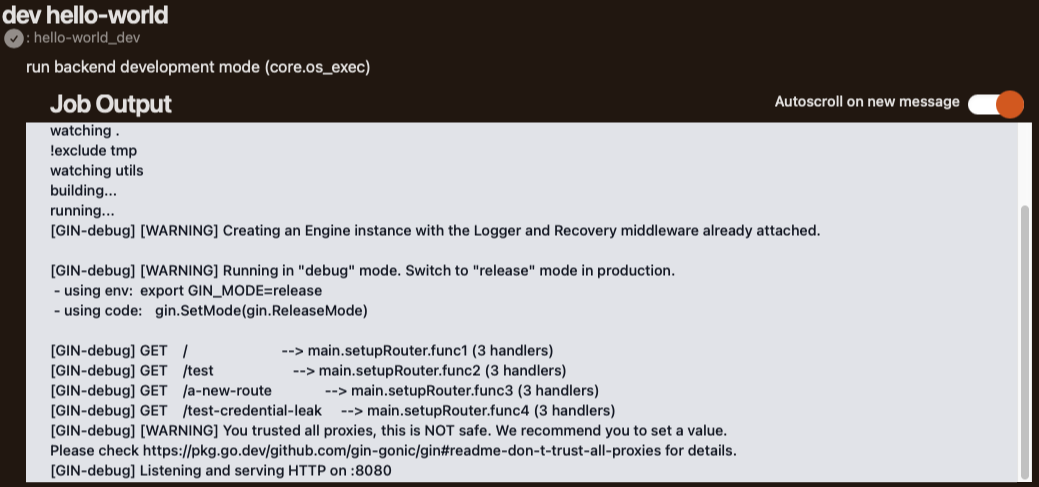 dev hello-world
: hello-world_dev
run backend development mode (core.os_exec)
Job Output
Autoscroll on new message
watching .
!exclude tmp
watching utils
building...
running...
[GIN-debug] [WARNING] Creating an Engine instance with the Logger and Recovery middleware already attached.
[GIN-debug] [WARNING] Running in "debug" mode. Switch to "release" mode in production.
- using env: export GIN_MODE=release
- using code: gin.SetMode(gin.ReleaseMode)
[GIN-debug] GET / --> main.setupRouter.func1 (3 handlers)
[GIN-debug] GET /test --> main.setupRouter.func2 (3 handlers)
[GIN-debug] GET /a-new-route --> main.setupRouter.func3 (3 handlers)
[GIN-debug] GET /test-credential-leak --> main.setupRouter.func4 (3 handlers)
[GIN-debug] [WARNING] You trusted all proxies, this is NOT safe. We recommend you to set a value.
Please check https://pkg.go.dev/github.com/gin-gonic/gin#readme-don-t-trust-all-proxies for details.
[GIN-debug] Listening and serving HTTP on :8080